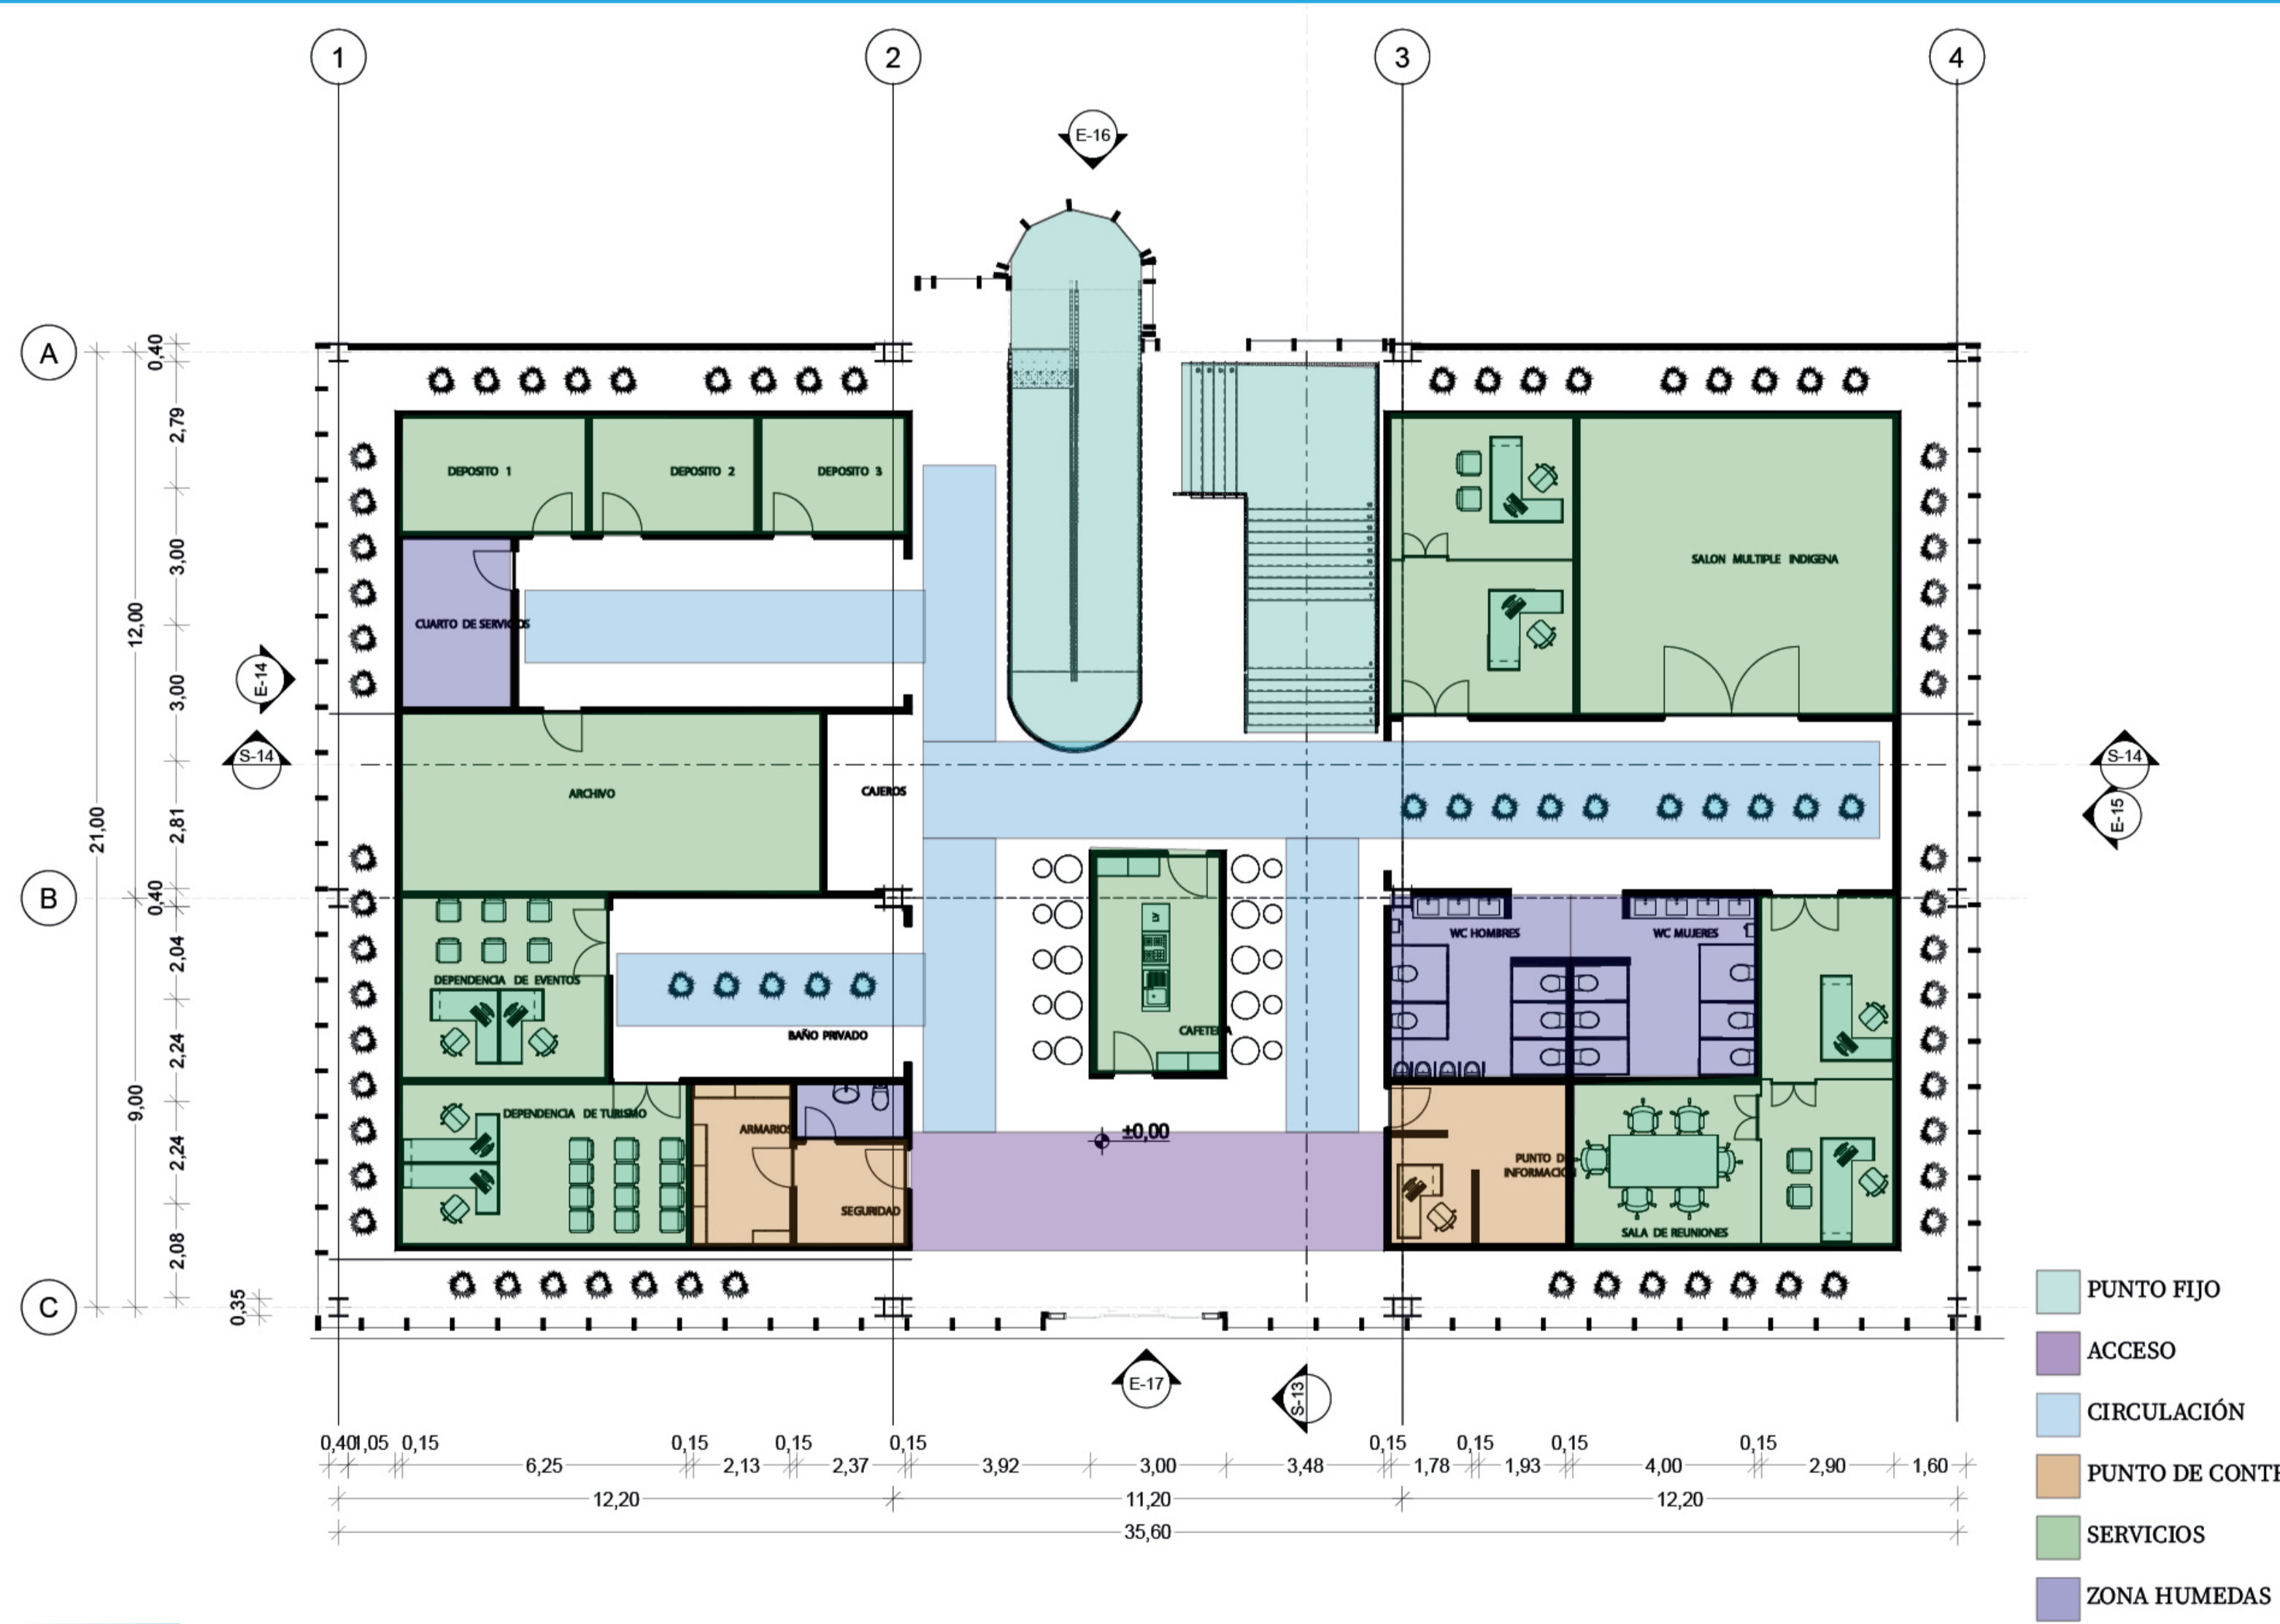 1
2
3
4
E-16
A
B
C
0,40
2,79
3,00
3,00
2,81
0,40
2,04
2,24
2,24
2,08
12,00
9,00
21,00
0,35
DEPOSITO 1
DEPOSITO 2
DEPOSITO 3
SALON MULTIPLE INDIGENA
CUARTO DE SERVICIOS
E-14
S-14
S-14
E-15
ARCHIVO
CAJEROS
LV
WC HOMBRES
WC MUJERES
DEPENDENCIA DE EVENTOS
CAFETERIA
BAÑO PRIVADO
DEPENDENCIA DE TURISMO
ARMARIOS
±0,00
PUNTO DE
INFORMACION
SEGURIDAD
SALA DE REUNIONES
E-17
S-13
PUNTO FIJO
ACCESO
CIRCULACIÓN
PUNTO DE CONTR
SERVICIOS
ZONA HUMEDAS
0,40 1,05 0,15 0,15 0,15 0,15 0,15 0,15 0,15 0,15
6,25 2,13 2,37 3,92 3,00 3,48 1,78 1,93 4,00 2,90 1,60
12,20 11,20 12,20
35,60